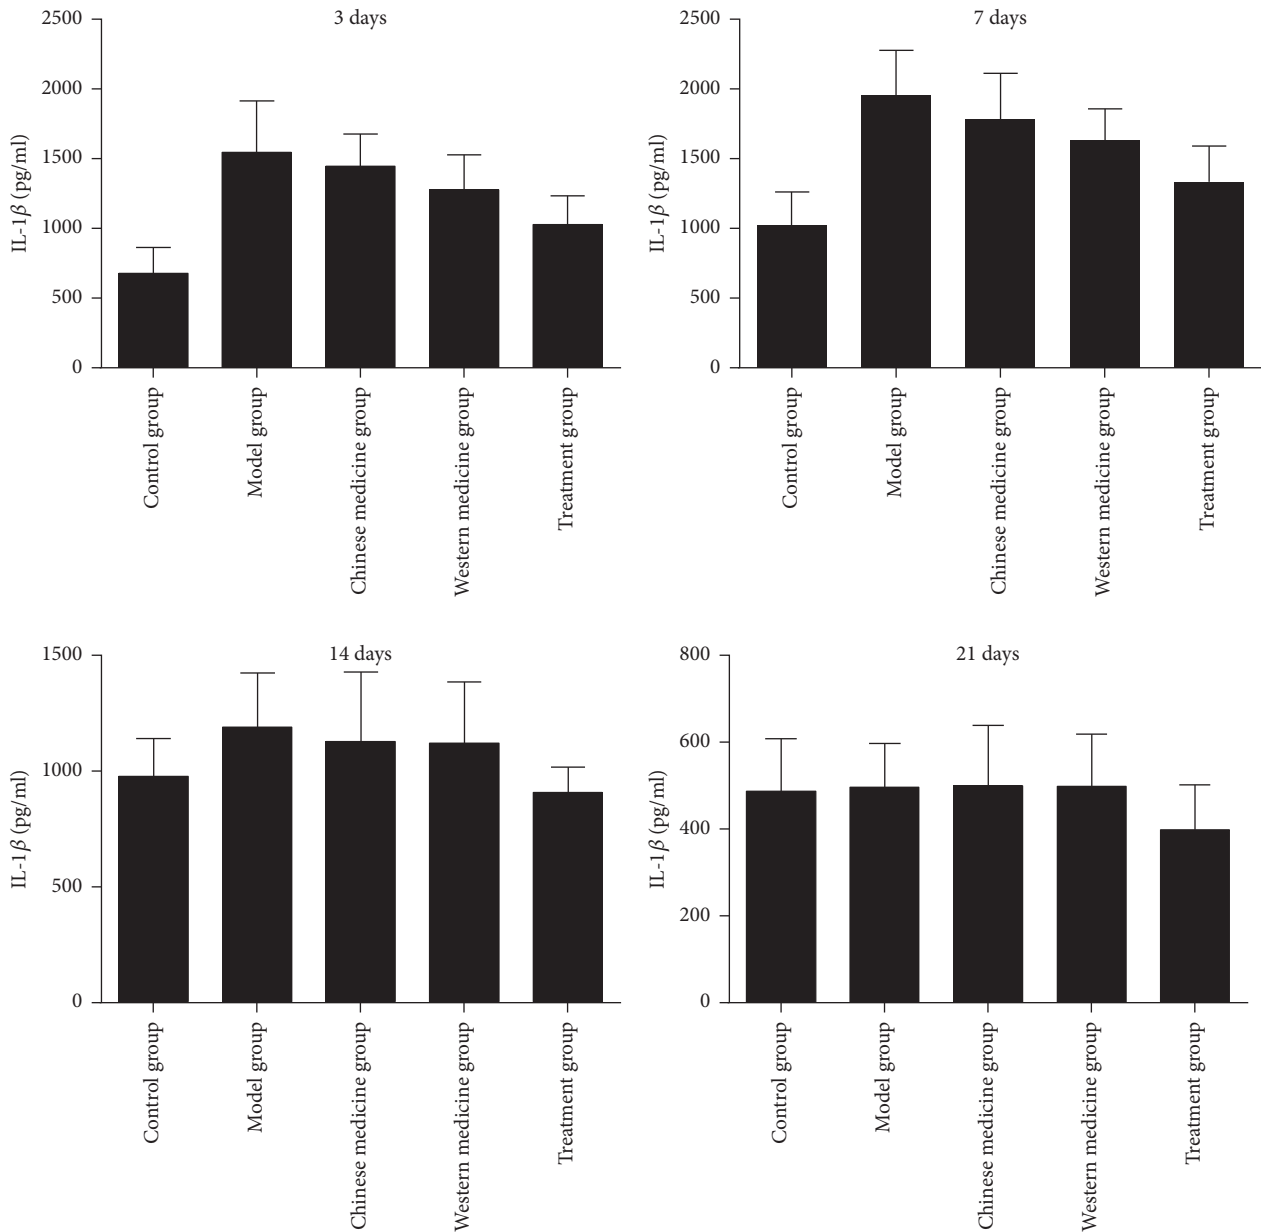 3 days
2500
2000
1500
1000
500
0
IL-1β (pg/ml)
Control group
Model group
Chinese medicine group
Western medicine group
Treatment group
7 days
2500
2000
1500
1000
500
0
IL-1β (pg/ml)
Control group
Model group
Chinese medicine group
Western medicine group
Treatment group
14 days
1500
1000
500
0
IL-1β (pg/ml)
Control group
Model group
Chinese medicine group
Western medicine group
Treatment group
21 days
800
600
400
200
0
IL-1β (pg/ml)
Control group
Model group
Chinese medicine group
Western medicine group
Treatment group